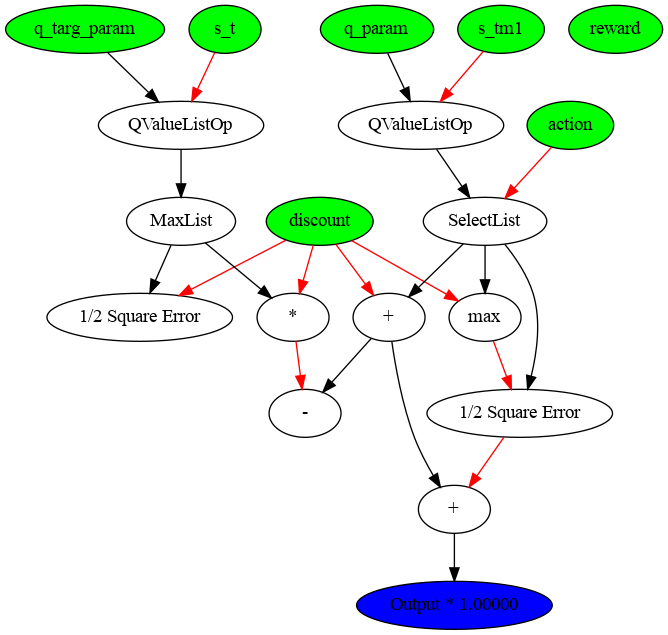 q_targ_param
s_t
q_param
s_tm1
reward
QValueListOp
QValueListOp
action
MaxList
discount
SelectList
1/2 Square Error
*
+
max
-
1/2 Square Error
+
Output * 1.00000